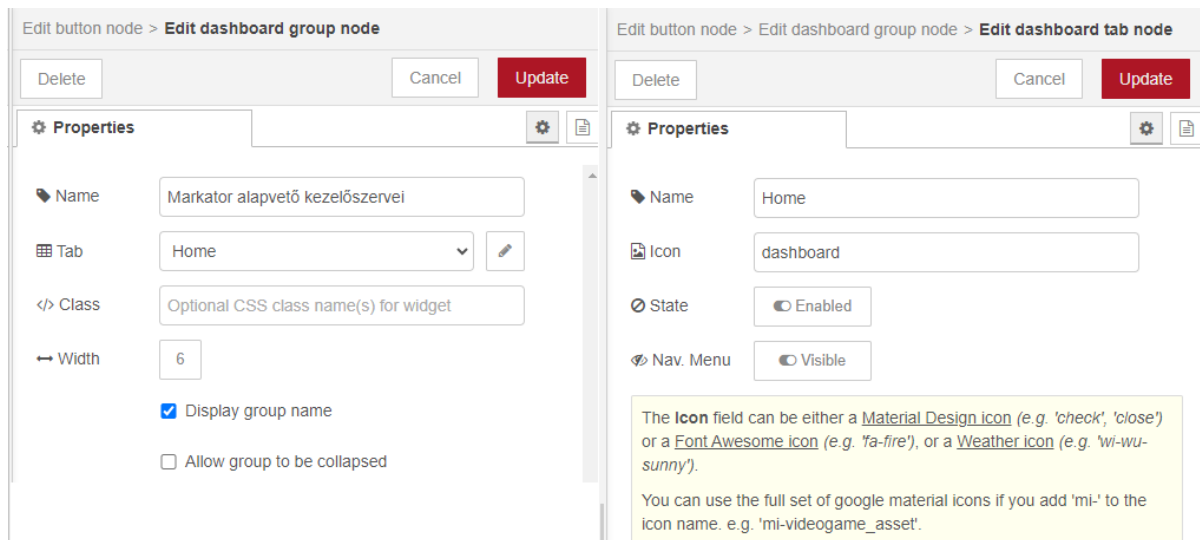 Edit button node > Edit dashboard group node
Delete
Cancel
Update
Properties
Name
Markator alapvető kezelőszervei
Tab
Home
Class
Optional CSS class name(s) for widget
Width
6
Display group name
Allow group to be collapsed
Edit button node > Edit dashboard group node > Edit dashboard tab node
Delete
Cancel
Update
Properties
Name
Home
Icon
dashboard
State
Enabled
Nav. Menu
Visible
The Icon field can be either a Material Design icon (e.g. 'check', 'close')
or a Font Awesome icon (e.g. 'fa-fire'), or a Weather icon (e.g. 'wi-wu-
sunny').
You can use the full set of google material icons if you add 'mi-' to the
icon name. e.g. 'mi-videogame_asset'.